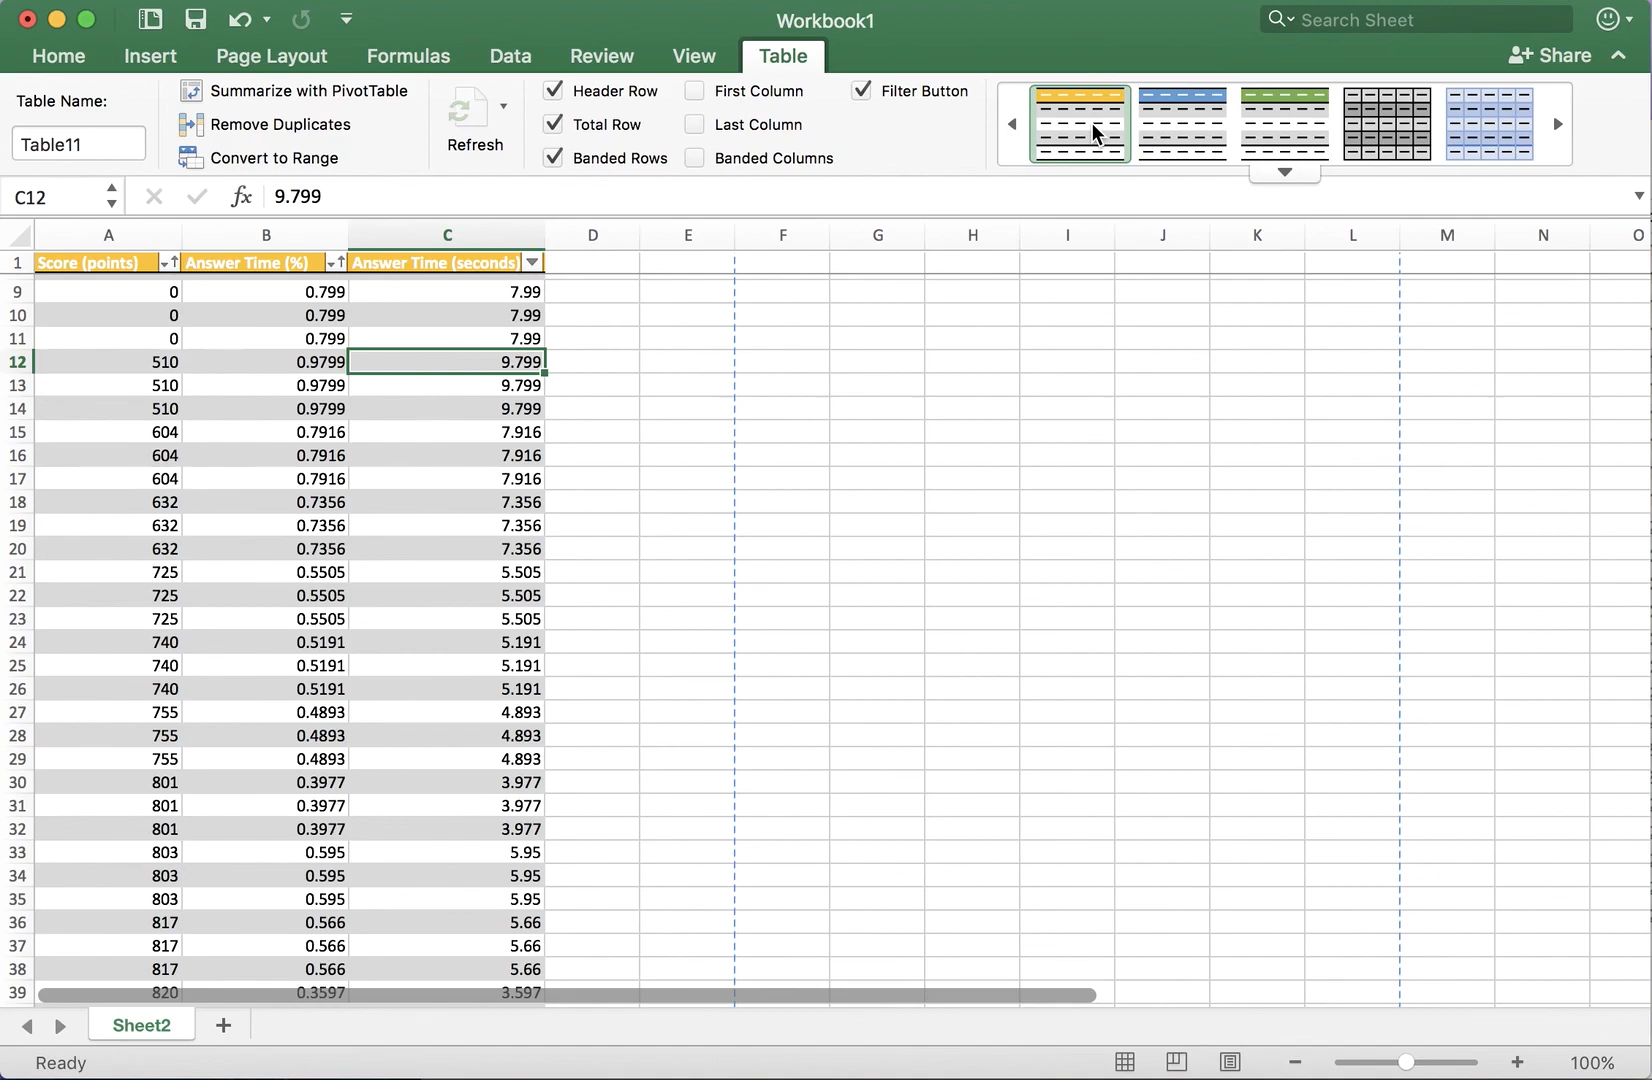 Workbook1
Search Sheet
Home Insert Page Layout Formulas Data Review View Table Share
Table Name:
Table11
Summarize with PivotTable
Remove Duplicates
Convert to Range
Refresh
Header Row First Column Filter Button
Total Row Last Column
Banded Rows Banded Columns
C12 fx 9.799
A B C D E F G H I J K L M N O
1 Score (points) Answer Time (%) Answer Time (seconds)
9 0 0.799 7.99
10 0 0.799 7.99
11 0 0.799 7.99
12 510 0.9799 9.799
13 510 0.9799 9.799
14 510 0.9799 9.799
15 604 0.7916 7.916
16 604 0.7916 7.916
17 604 0.7916 7.916
18 632 0.7356 7.356
19 632 0.7356 7.356
20 632 0.7356 7.356
21 725 0.5505 5.505
22 725 0.5505 5.505
23 725 0.5505 5.505
24 740 0.5191 5.191
25 740 0.5191 5.191
26 740 0.5191 5.191
27 755 0.4893 4.893
28 755 0.4893 4.893
29 755 0.4893 4.893
30 801 0.3977 3.977
31 801 0.3977 3.977
32 801 0.3977 3.977
33 803 0.595 5.95
34 803 0.595 5.95
35 803 0.595 5.95
36 817 0.566 5.66
37 817 0.566 5.66
38 817 0.566 5.66
39 820 0.3597 3.597
Sheet2
Ready 100%